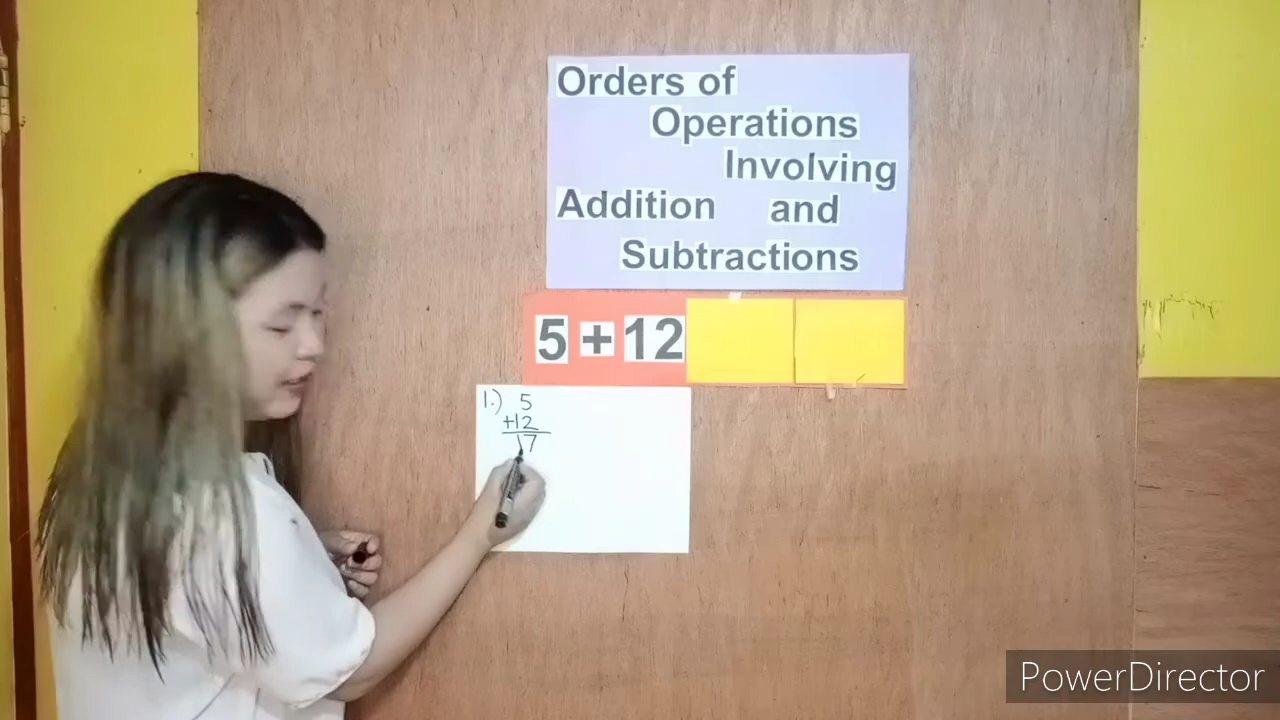 Orders of
Operations
Involving
Addition and
Subtractions
5 + 12
1.) 5
+12
17
PowerDirector